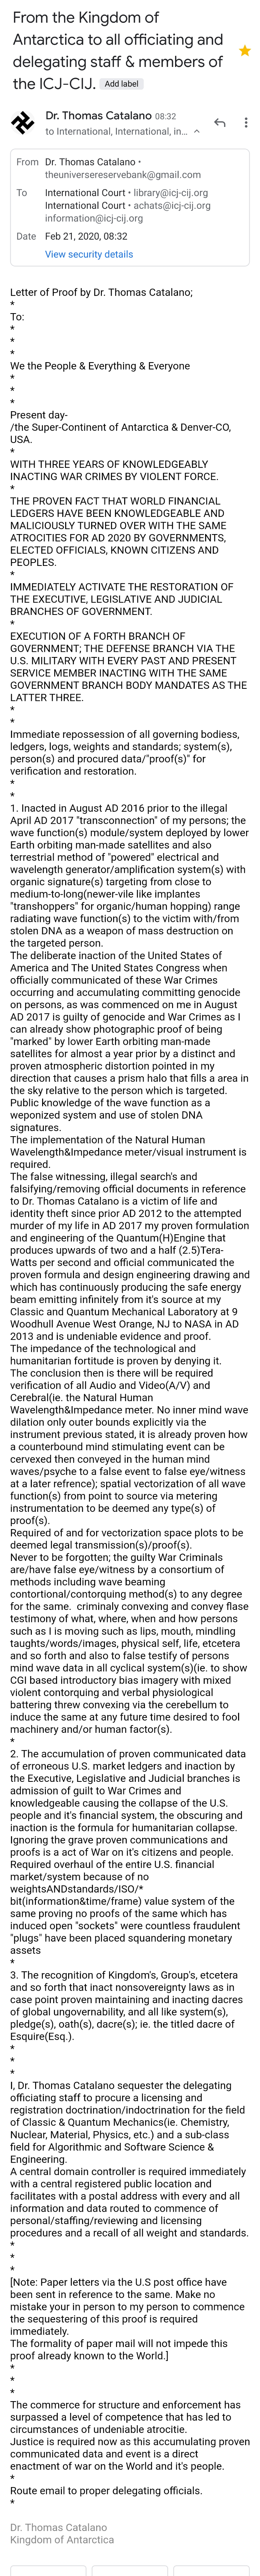 From the Kingdom of
Antarctica to all officiating and
delegating staff & members of
the ICJ-CIJ. Add label
Dr. Thomas Catalano 08:32
to International, International, in...
From Dr. Thomas Catalano •
theuniversereservebank@gmail.com
To International Court • library@icj-cij.org
International Court • achats@icj-cij.org
information@icj-cij.org
Date Feb 21, 2020, 08:32
View security details
Letter of Proof by Dr. Thomas Catalano;
*
To:
*
*
*
We the People & Everything & Everyone
*
*
*
Present day-
/the Super-Continent of Antarctica & Denver-CO,
USA.
*
WITH THREE YEARS OF KNOWLEDGEABLY
INACTING WAR CRIMES BY VIOLENT FORCE.
*
THE PROVEN FACT THAT WORLD FINANCIAL
LEDGERS HAVE BEEN KNOWLEDGEABLE AND
MALICIOUSLY TURNED OVER WITH THE SAME
ATROCITIES FOR AD 2020 BY GOVERNMENTS,
ELECTED OFFICIALS, KNOWN CITIZENS AND
PEOPLES.
*
IMMEDIATELY ACTIVATE THE RESTORATION OF
THE EXECUTIVE, LEGISLATIVE AND JUDICIAL
BRANCHES OF GOVERNMENT.
*
EXECUTION OF A FORTH BRANCH OF
GOVERNMENT; THE DEFENSE BRANCH VIA THE
U.S. MILITARY WITH EVERY PAST AND PRESENT
SERVICE MEMBER INACTING WITH THE SAME
GOVERNMENT BRANCH BODY MANDATES AS THE
LATTER THREE.
*
*
Immediate repossession of all governing bodiess,
ledgers, logs, weights and standards; system(s),
person(s) and procured data/"proof(s)" for
verification and restoration.
*
*
1. Inacted in August AD 2016 prior to the illegal
April AD 2017 "transconnection" of my persons; the
wave function(s) module/system deployed by lower
Earth orbiting man-made satellites and also
terrestrial method of "powered" electrical and
wavelength generator/amplification system(s) with
organic signature(s) targeting from close to
medium-to-long(newer-vile like implants
"transhoppers" for organic/human hopping) range
radiating wave function(s) to the victim with/from
stolen DNA as a weapon of mass destruction on
the targeted person.
The deliberate inaction of the United States of
America and The United States Congress when
officially communicated of these War Crimes
occurring and accumulating committing genocide
on persons, as was commenced on me in August
AD 2017 is guilty of genocide and War Crimes as I
can already show photographic proof of being
"marked" by lower Earth orbiting man-made
satellites for almost a year prior by a distinct and
proven atmospheric distortion pointed in my
direction that causes a prism halo that fills a area in
the sky relative to the person which is targeted.
Public knowledge of the wave function as a
weponized system and use of stolen DNA
signatures.
The implementation of the Natural Human
Wavelength&Impedance meter/visual instrument is
required.
The false witnessing, illegal search's and
falsifying/removing official documents in reference
to Dr. Thomas Catalano is a victim of life and
identity theft since prior AD 2012 to the attempted
murder of my life in AD 2017 my proven formulation
and engineering of the Quantum(H)Engine that
produces upwards of two and a half (2.5)Tera-
Watts per second and official communicated the
proven formula and design engineering drawing and
which has continuously producing the safe energy
beam emitting infinitely from it's source at my
Classic and Quantum Mechanical Laboratory at 9
Woodhull Avenue West Orange, NJ to NASA in AD
2013 and is undeniable evidence and proof.
The impedance of the technological and
humanitarian fortitude is proven by denying it.
The conclusion then is there will be required
verification of all Audio and Video(A/V) and
Cerebral(ie. the Natural Human
Wavelength&Impedance meter. No inner mind wave
dilation only outer bounds explicitly via the
instrument previous stated, it is already proven how
a counterbound mind stimulating event can be
cervexed then conveyed in the human mind
waves/psyche to a false event to false eye/witness
at a later refrence); spatial vectorization of all wave
function(s) from point to source via metering
instrumentation to be deemed any type(s) of
proof(s).
Required of and for vectorization space plots to be
deemed legal transmission(s)/proof(s).
Never to be forgotten; the guilty War Criminals
are/have false eye/witness by a consortium of
methods including wave beaming
contortional/contorquing method(s) to any degree
for the same. criminaly convexing and convey flase
testimony of what, where, when and how persons
such as I is moving such as lips, mouth, mindling
taughts/words/images, physical self, life, etcetera
and so forth and also to false testify of persons
mind wave data in all cyclical system(s)(ie. to show
CGI based introductory bias imagery with mixed
violent contorquing and verbal physiological
battering threw convexing via the cerebellum to
induce the same at any future time desired to fool
machinery and/or human factor(s).
*
2. The accumulation of proven communicated data
of erroneous U.S. market ledgers and inaction by
the Executive, Legislative and Judicial branches is
admission of guilt to War Crimes and
knowledgeable causing the collapse of the U.S.
people and it's financial system, the obscuring and
inaction is the formula for humanitarian collapse.
Ignoring the grave proven communications and
proofs is a act of War on it's citizens and people.
Required overhaul of the entire U.S. financial
market/system because of no
weightsANDstandards/ISO/*
bit(information&time/frame) value system of the
same proving no proofs of the same which has
induced open "sockets" were countless fraudulent
"plugs" have been placed squandering monetary
assets
*
3. The recognition of Kingdom's, Group's, etcetera
and so forth that inact nonsovereignty laws as in
case point proven maintaining and inacting dacres
of global ungovernability, and all like system(s),
pledge(s), oath(s), dacre(s); ie. the titled dacre of
Esquire(Esq.).
*
*
*
I, Dr. Thomas Catalano sequester the delegating
officiating staff to procure a licensing and
registration doctrination/indoctrination for the field
of Classic & Quantum Mechanics(ie. Chemistry,
Nuclear, Material, Physics, etc.) and a sub-class
field for Algorithmic and Software Science &
Engineering.
A central domain controller is required immediately
with a central registered public location and
facilitates with a postal address with every and all
information and data routed to commence of
personal/staffing/reviewing and licensing
procedures and a recall of all weight and standards.
*
*
*
[Note: Paper letters via the U.S post office have
been sent in reference to the same. Make no
mistake your in person to my person to commence
the sequestering of this proof is required
immediately.
The formality of paper mail will not impede this
proof already known to the World.]
*
*
*
The commerce for structure and enforcement has
surpassed a level of competence that has led to
circumstances of undeniable atrocitie.
Justice is required now as this accumulating proven
communicated data and event is a direct
enactment of war on the World and it's people.
*
Route email to proper delegating officials.
*
Dr. Thomas Catalano
Kingdom of Antarctica